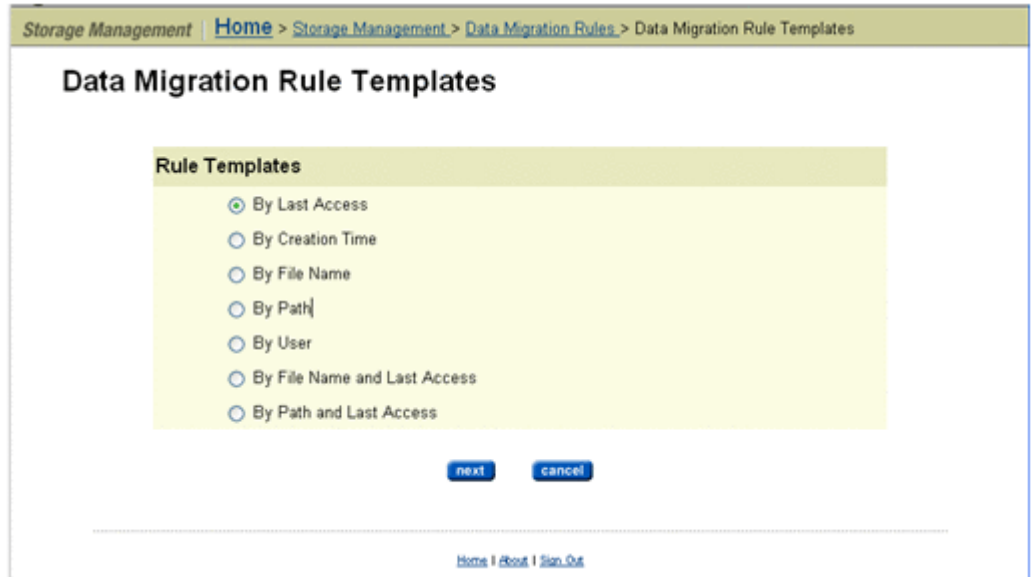 Storage Management | Home > Storage Management > Data Migration Rules > Data Migration Rule Templates
Data Migration Rule Templates
Rule Templates
By Last Access
By Creation Time
By File Name
By Path
By User
By File Name and Last Access
By Path and Last Access
next cancel
Home | About | Sign Out